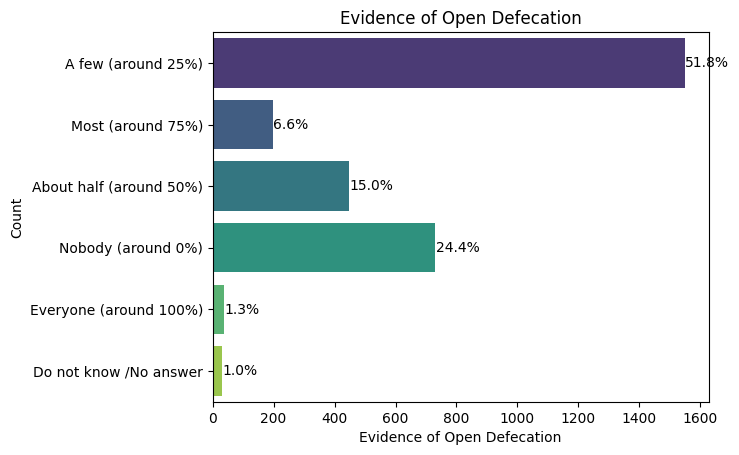 Evidence of Open Defecation
A few (around 25%)
51.8%
Most (around 75%)
6.6%
About half (around 50%)
15.0%
Nobody (around 0%)
24.4%
Everyone (around 100%)
1.3%
Do not know /No answer
1.0%
Count
0 200 400 600 800 1000 1200 1400 1600
Evidence of Open Defecation